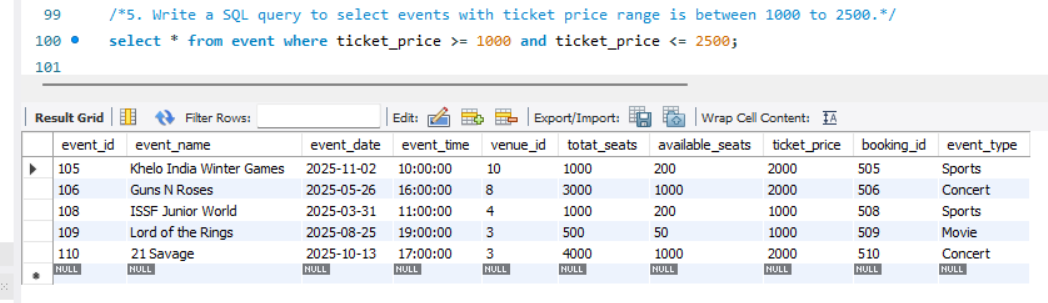 99 /*5. Write a SQL query to select events with ticket price range is between 1000 to 2500.*/
100 select * from event where ticket_price >= 1000 and ticket_price <= 2500;
101
Result Grid Filter Rows: Edit: Export/Import: Wrap Cell Content: IA
event_id event_name event_date event_time venue_id totat_seats available_seats ticket_price booking_id event_type
105 Khelo India Winter Games 2025-11-02 10:00:00 10 1000 200 2000 505 Sports
106 Guns N Roses 2025-05-26 16:00:00 8 3000 1000 2000 506 Concert
108 ISSF Junior World 2025-03-31 11:00:00 4 1000 200 1000 508 Sports
109 Lord of the Rings 2025-08-25 19:00:00 3 500 50 1000 509 Movie
110 21 Savage 2025-10-13 17:00:00 3 4000 1000 2000 510 Concert
NULL NULL NULL NULL NULL NULL NULL NULL NULL NULL